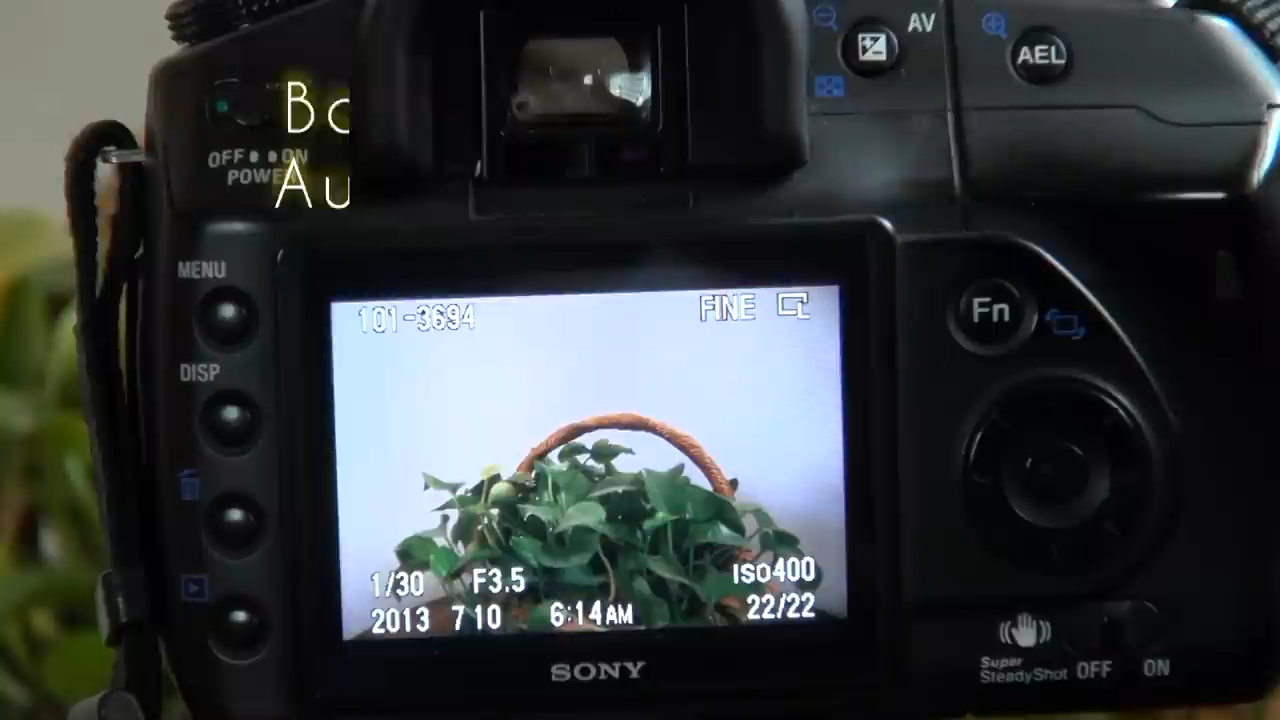 AV
AEL
Bo
OFF ON
POWER
Au
MENU
101-3694
FINE
Fn
DISP
1/30 F3.5 ISO400
2013 7 10 6:14AM 22/22
SONY
Super
SteadyShot OFF ON